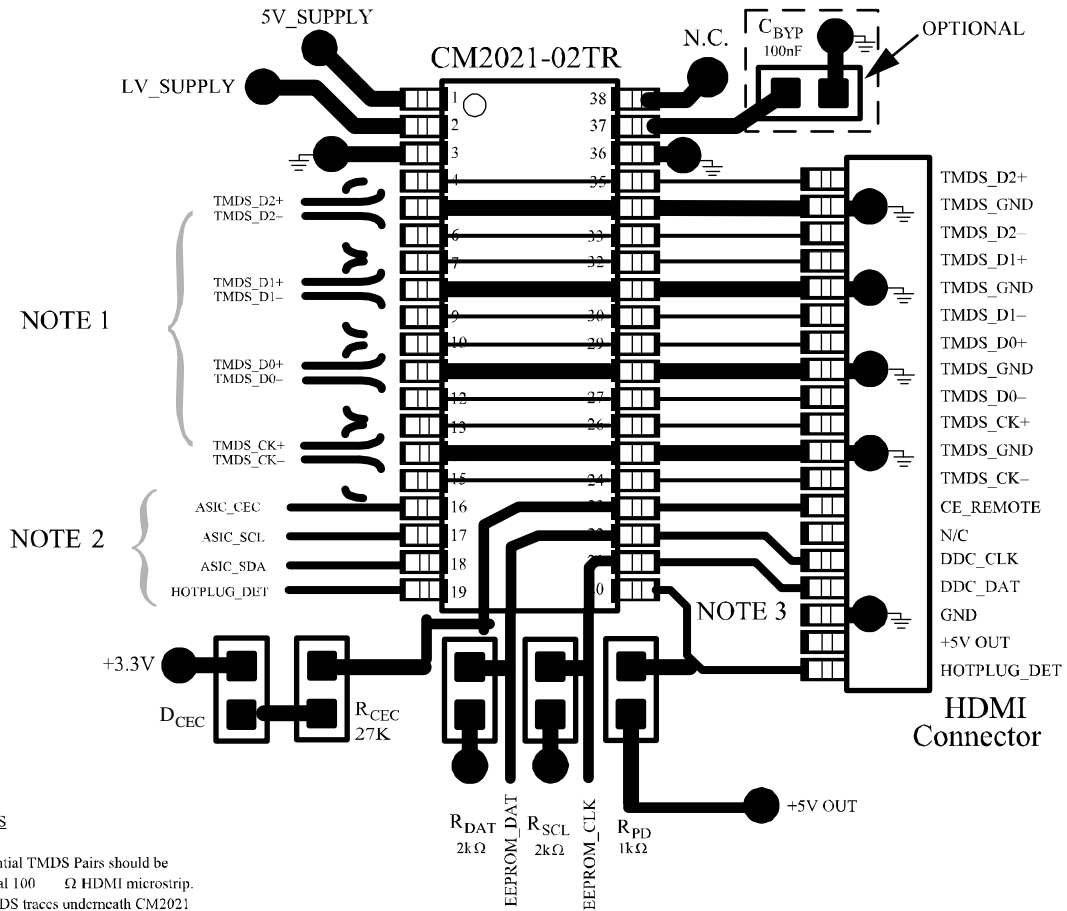 5V_SUPPLY
LV_SUPPLY
CM2021-02TR
N.C.
C_BYP
100nF
OPTIONAL
1
2
3
4
6
7
9
10
12
13
15
16
17
18
19
38
37
36
35
33
32
30
29
27
26
24
23
22
21
20
TMDS_D2+
TMDS_D2–
TMDS_D1+
TMDS_D1–
TMDS_D0+
TMDS_D0–
TMDS_CK+
TMDS_CK–
NOTE 1
ASIC_CEC
ASIC_SCL
ASIC_SDA
HOTPLUG_DET
NOTE 2
TMDS_D2+
TMDS_GND
TMDS_D2–
TMDS_D1+
TMDS_GND
TMDS_D1–
TMDS_D0+
TMDS_GND
TMDS_D0–
TMDS_CK+
TMDS_GND
TMDS_CK–
CE_REMOTE
N/C
DDC_CLK
DDC_DAT
GND
+5V OUT
HOTPLUG_DET
NOTE 3
HDMI
Connector
+3.3V
D_CEC
R_CEC
27K
R_DAT
2kΩ
EEPROM_DAT
R_SCL
2kΩ
EEPROM_CLK
R_PD
1kΩ
+5V OUT
S
ntial TMDS Pairs should be
al 100 Ω HDMI microstrip.
DS traces underneath CM2021